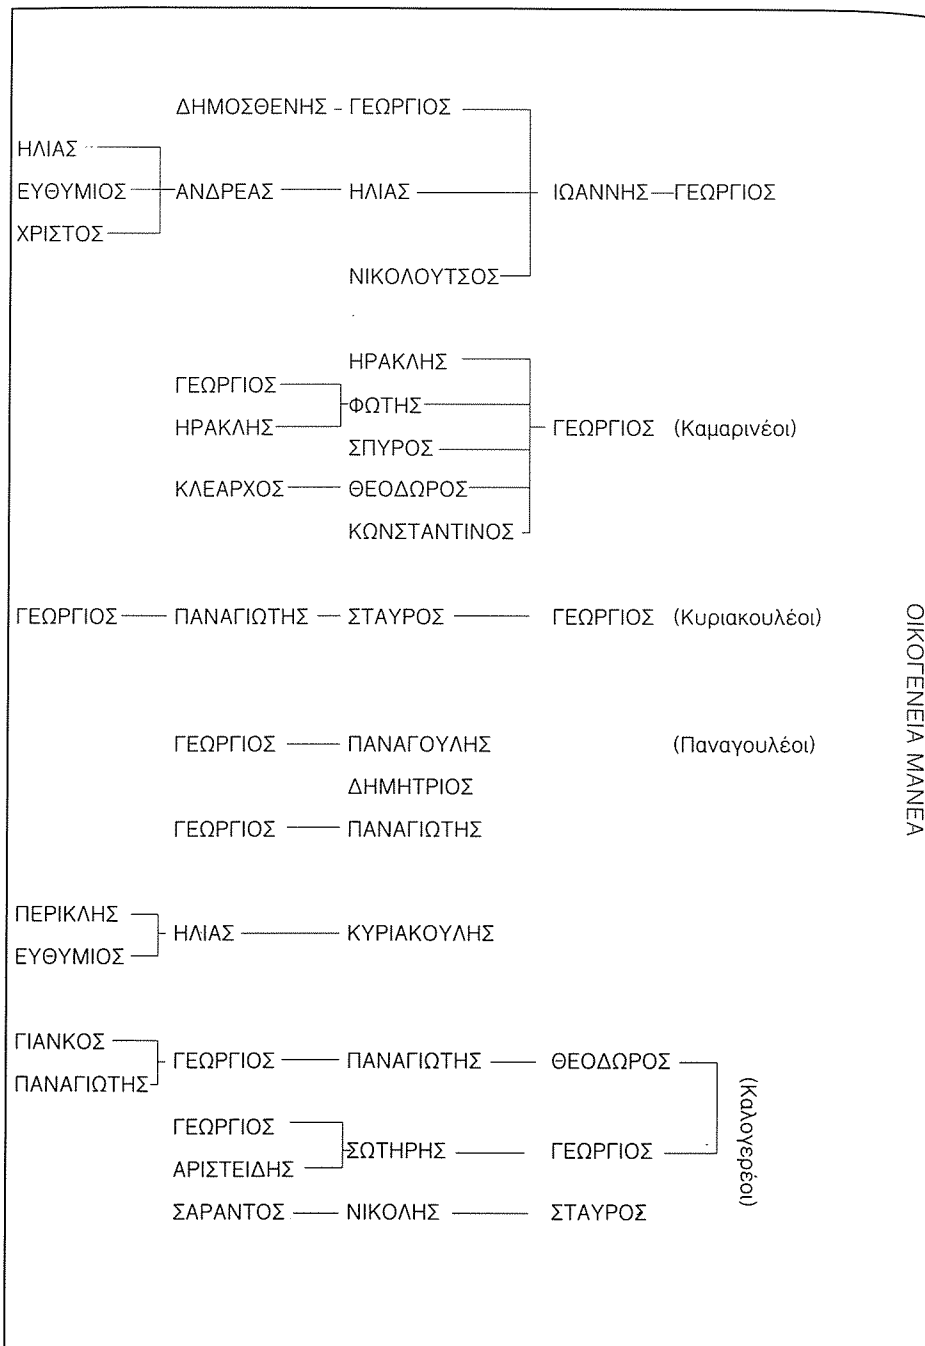 ΔΗΜΟΣΘΕΝΗΣ - ΓΕΩΡΓΙΟΣ
ΗΛΙΑΣ
ΕΥΘΥΜΙΟΣ ΑΝΔΡΕΑΣ ΗΛΙΑΣ ΙΩΑΝΝΗΣ ΓΕΩΡΓΙΟΣ
ΧΡΙΣΤΟΣ
ΝΙΚΟΛΟΥΤΣΟΣ
ΗΡΑΚΛΗΣ
ΓΕΩΡΓΙΟΣ
ΦΩΤΗΣ
ΗΡΑΚΛΗΣ ΓΕΩΡΓΙΟΣ (Καμαρινέοι)
ΣΠΥΡΟΣ
ΚΛΕΑΡΧΟΣ ΘΕΟΔΩΡΟΣ
ΚΩΝΣΤΑΝΤΙΝΟΣ
ΓΕΩΡΓΙΟΣ ΠΑΝΑΓΙΩΤΗΣ ΣΤΑΥΡΟΣ ΓΕΩΡΓΙΟΣ (Κυριακουλέοι)
ΓΕΩΡΓΙΟΣ ΠΑΝΑΓΟΥΛΗΣ (Παναγουλέοι)
ΔΗΜΗΤΡΙΟΣ
ΓΕΩΡΓΙΟΣ ΠΑΝΑΓΙΩΤΗΣ
ΠΕΡΙΚΛΗΣ
ΗΛΙΑΣ ΚΥΡΙΑΚΟΥΛΗΣ
ΕΥΘΥΜΙΟΣ
ΓΙΑΝΚΟΣ
ΓΕΩΡΓΙΟΣ ΠΑΝΑΓΙΩΤΗΣ ΘΕΟΔΩΡΟΣ
ΠΑΝΑΓΙΩΤΗΣ
ΓΕΩΡΓΙΟΣ
ΣΩΤΗΡΗΣ ΓΕΩΡΓΙΟΣ
ΑΡΙΣΤΕΙΔΗΣ
ΣΑΡΑΝΤΟΣ ΝΙΚΟΛΗΣ ΣΤΑΥΡΟΣ
(Καλογερέοι)
ΟΙΚΟΓΕΝΕΙΑ ΜΑΝΕΑ